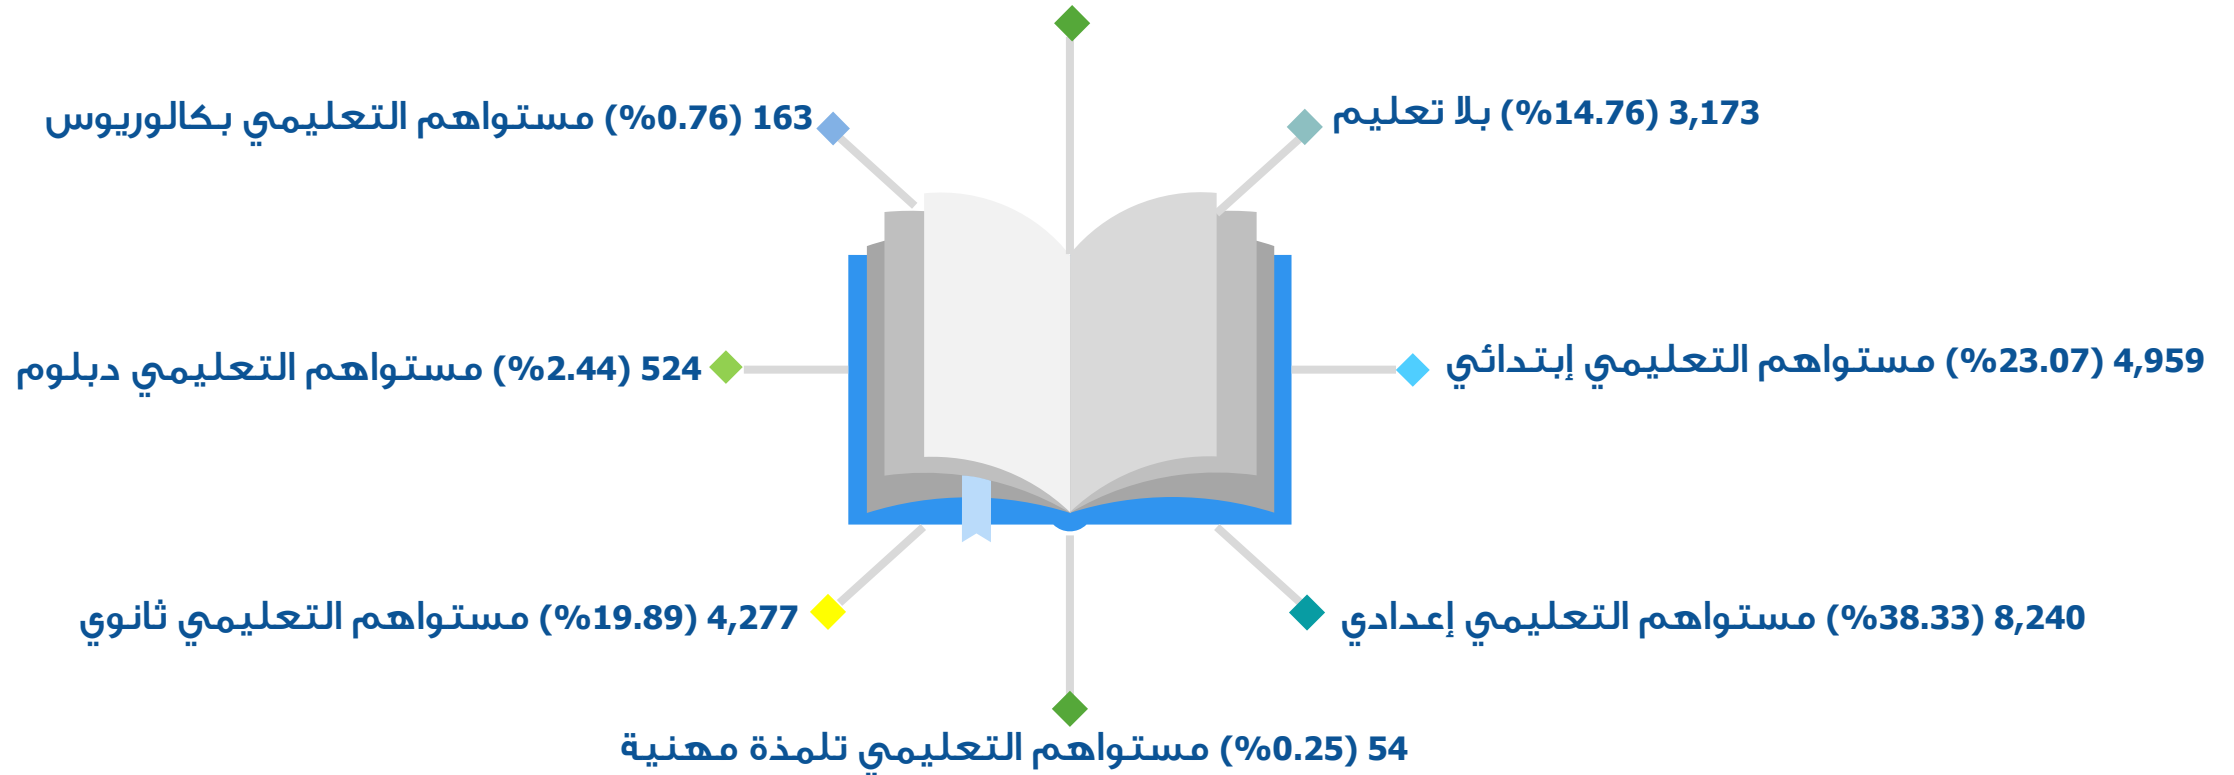 3,173 (%14.76) بلا تعليم
163 (%0.76) مستواهم التعليمي بكالوريوس
4,959 (%23.07) مستواهم التعليمي إبتدائي
524 (%2.44) مستواهم التعليمي دبلوم
8,240 (%38.33) مستواهم التعليمي إعدادي
4,277 (%19.89) مستواهم التعليمي ثانوي
54 (%0.25) مستواهم التعليمي تلمذة مهنية